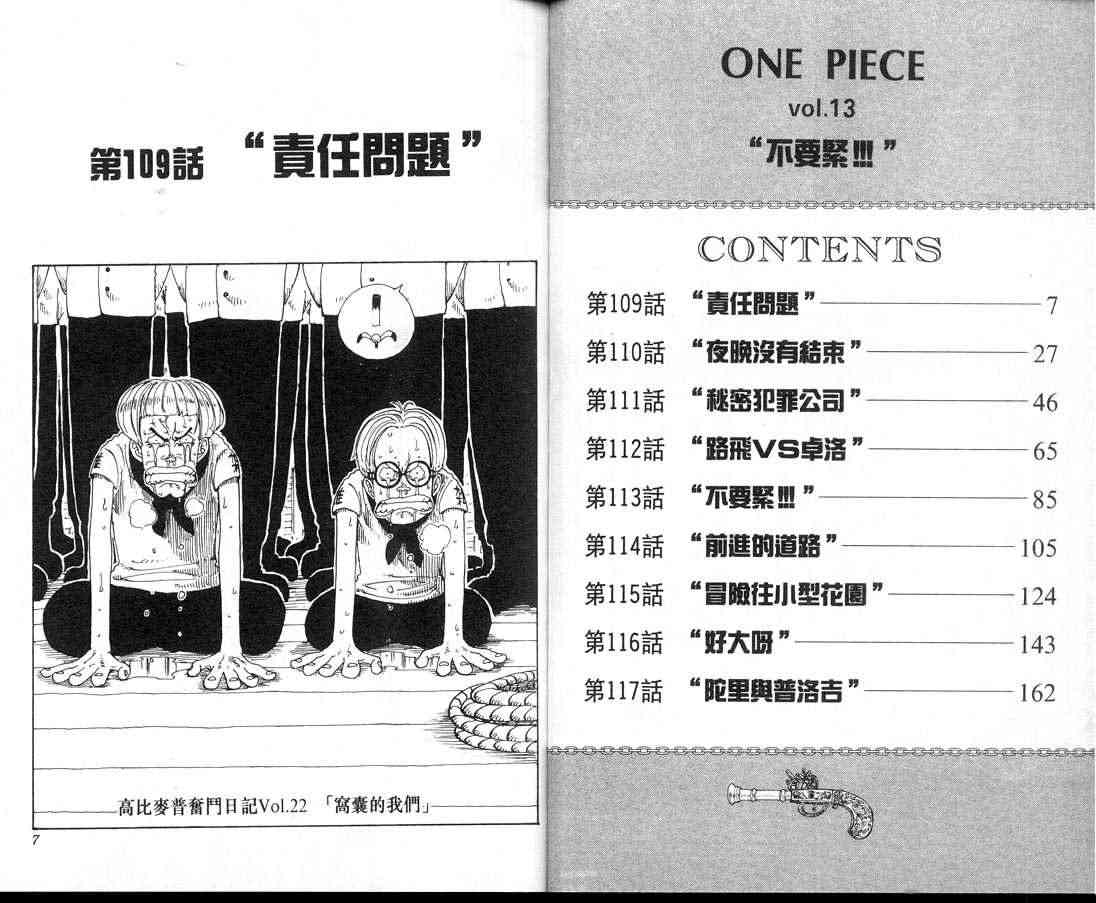 ONE PIECE
vol.13
“不要緊!!!”
CONTENTS
第109話 “責任問題” 7
第110話 “夜晚沒有結束” 27
第111話 “秘密犯罪公司” 46
第112話 “路飛VS卓洛” 65
第113話 “不要緊!!!” 85
第114話 “前進的道路” 105
第115話 “冒險往小型花園” 124
第116話 “好大呀” 143
第117話 “陀里與普洛吉” 162
第109話 “責任問題”
高比麥普奮鬥日記Vol.22 「窩囊的我們」
7